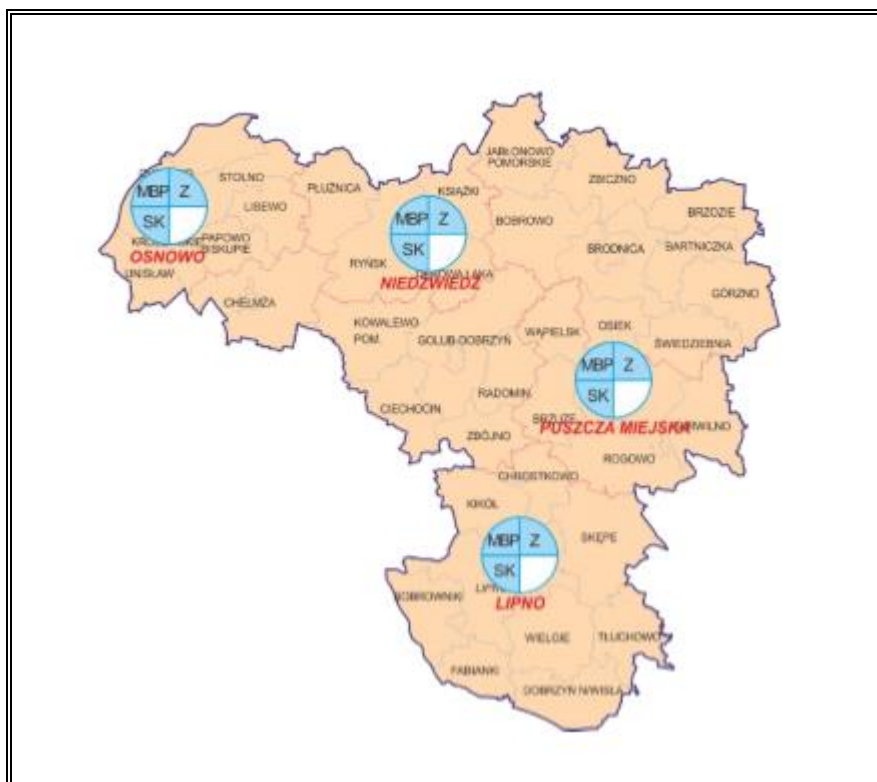 JABŁONOWO
POMORSKIE
ZBICZNO
STOLNO
PŁUŻNICA
KSIĄŻKI
MBP Z
SK
LISEWO
MBP Z
SK
BOBROWO
BRZOZIE
PAPOWO
BISKUPIE
BRODNICA
BARTNICZKA
OSNOWO
UNISŁAW
RYŃSK
NIEDŹWIEDŹ
GÓRZNO
CHEŁMŻA
KOWALEWO
POM.
GOLUB-DOBRZYŃ
WĄPIELSK
OSIEK
ŚWIEDZIEBNIA
MBP Z
SK
RADOMIN
CIECHOCIN
BRZUZE
PUSZCZA MIEJSKA
ZBÓJNO
ROGOWO
CHROSTKOWO
KIKÓŁ
SKĘPE
MBP Z
SK
BOBROWNIKI
LIPNO
WIELGIE
TŁUCHOWO
FABIANKI
DOBRZYŃ N/WISŁĄ